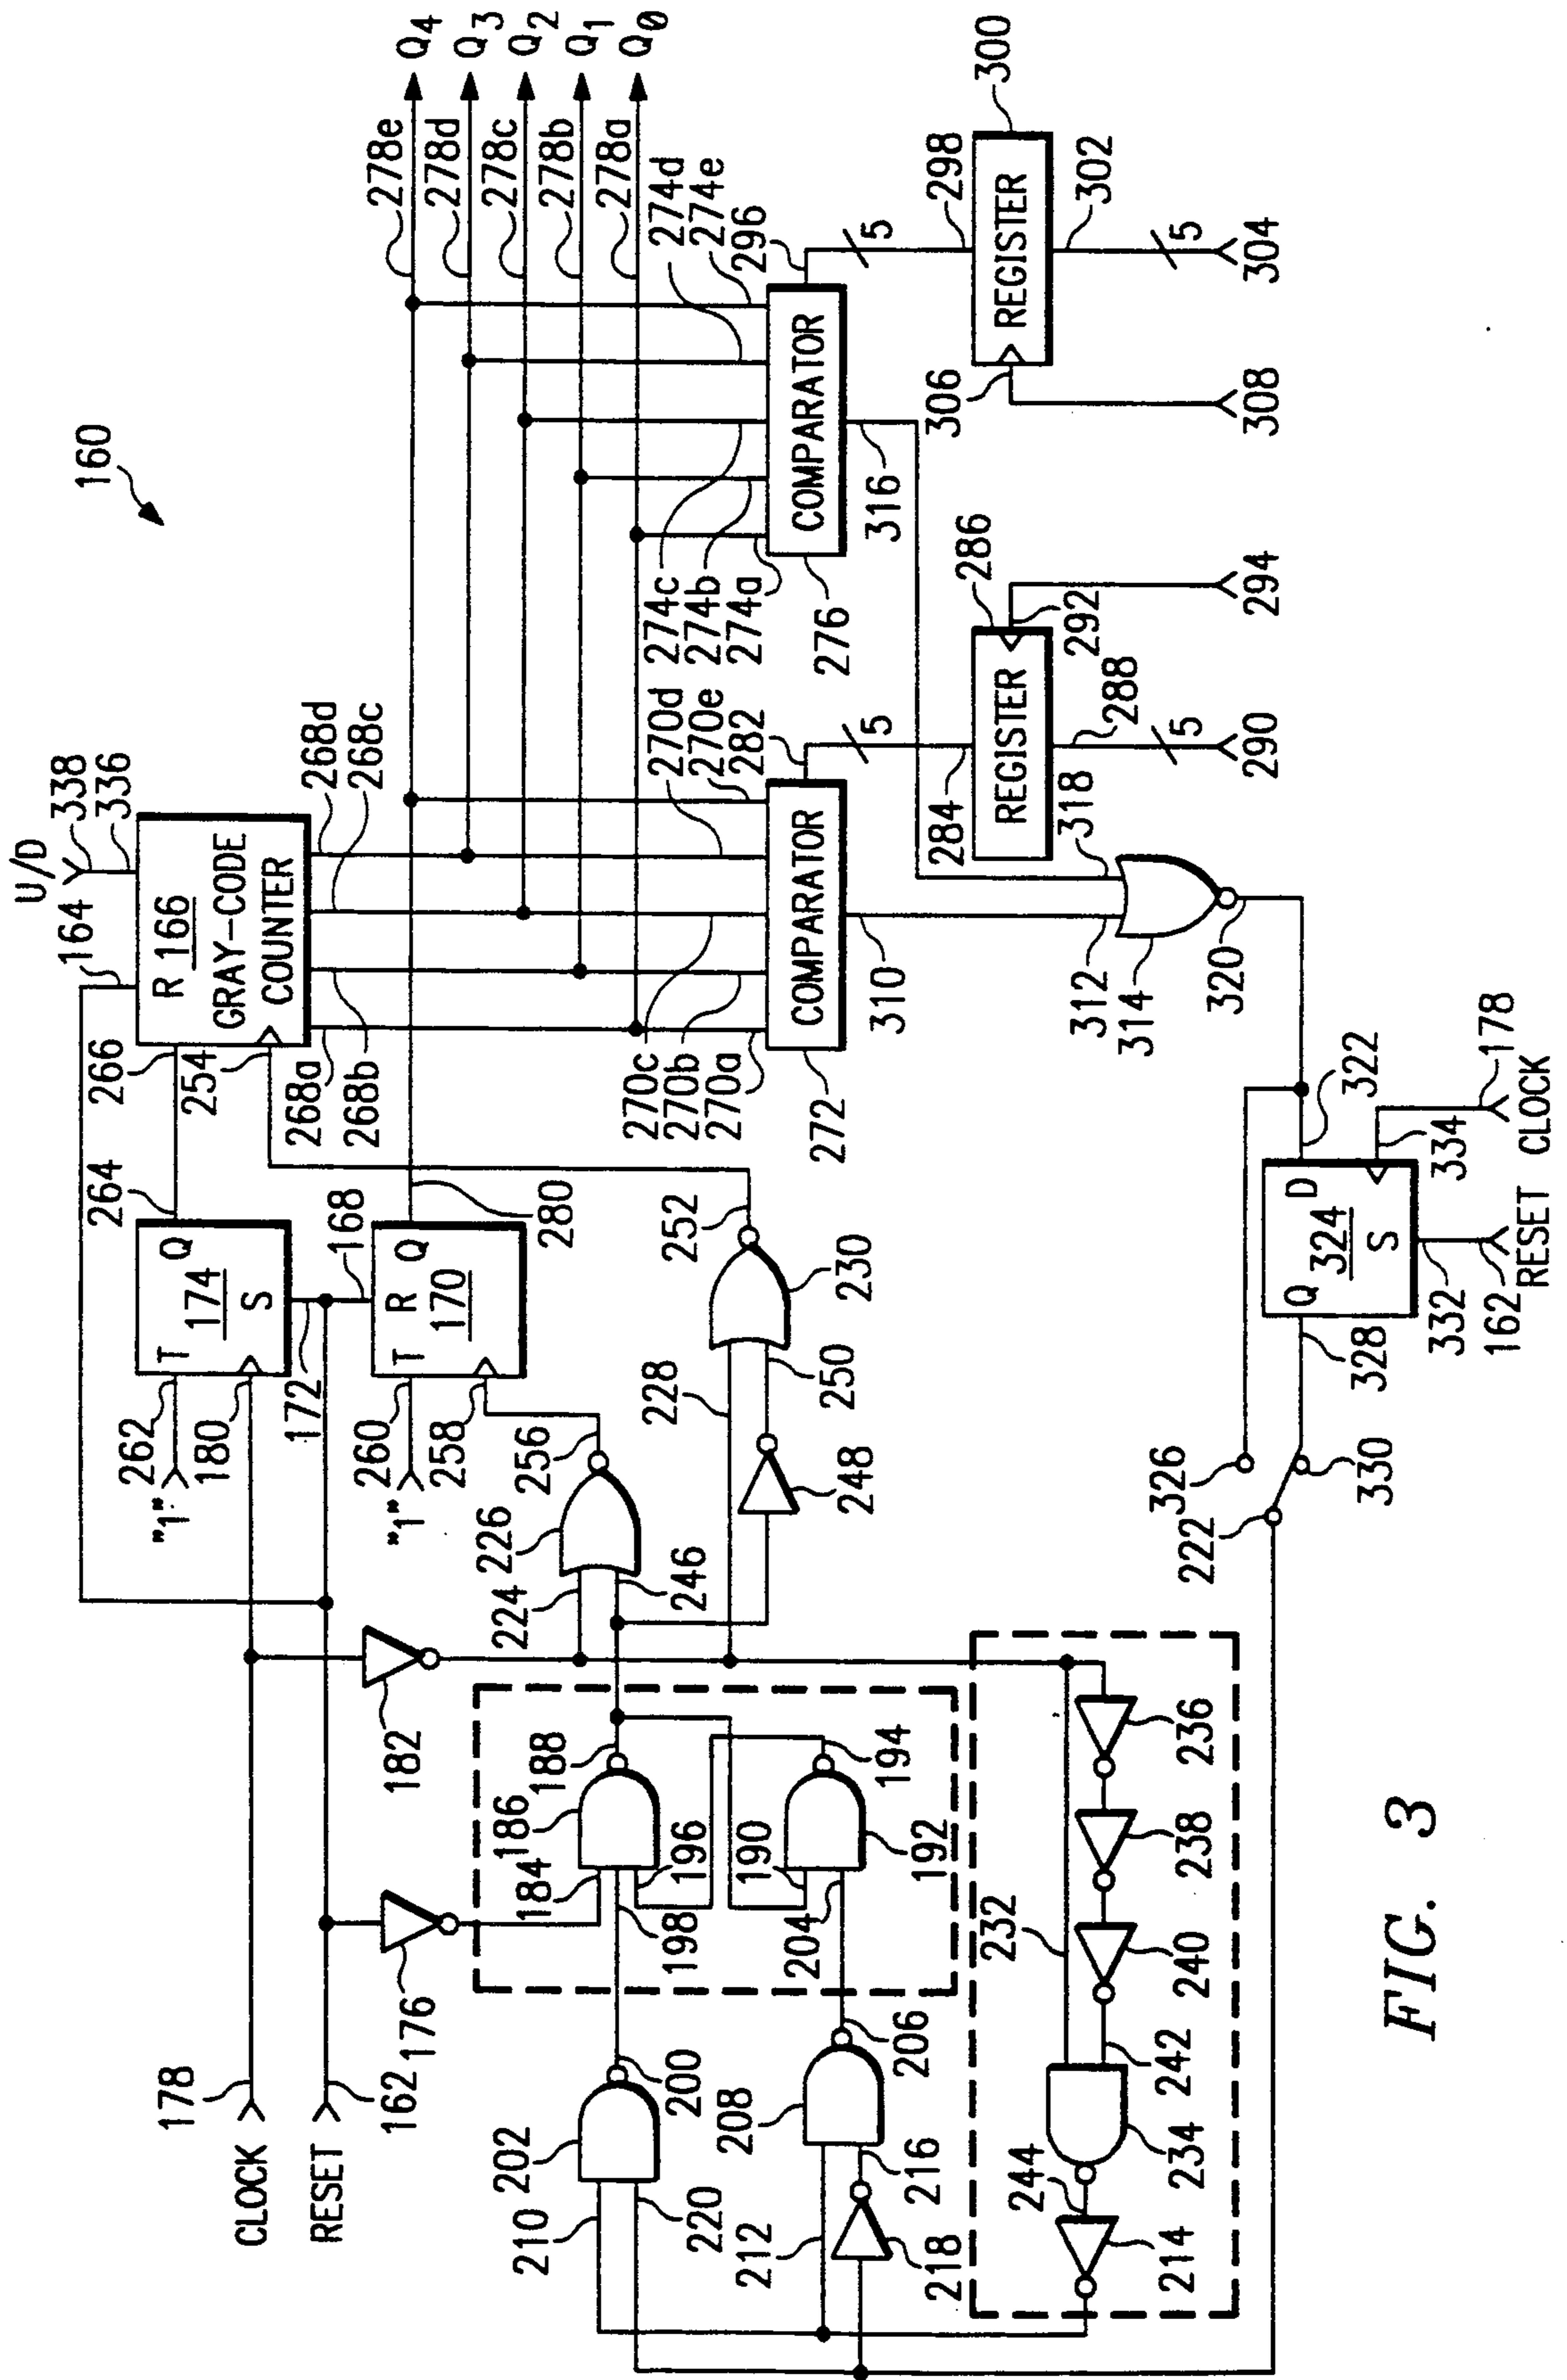 160
CLOCK
178
RESET
162
176
182
180
262
"1"
172
260
"1"
258
168
T
Q
174
S
264
266
254
T
R
Q
170
280
164
U/D
338
336
R
166
GRAY-CODE
COUNTER
268a
268b
268d
268c
278e
278d
278c
278b
278a
Q4
Q3
Q2
Q1
Q0
202
210
220
200
198
184
186
188
196
190
194
192
204
206
208
212
216
218
224
226
246
256
228
248
250
230
252
232
236
238
240
242
234
244
214
270c
270b
270a
270d
270e
282
COMPARATOR
272
274c
274b
274a
274d
274e
296
COMPARATOR
276
310
316
5
284
REGISTER
286
292
288
5
290
294
5
298
REGISTER
300
306
302
5
304
308
312
314
318
320
322
Q
D
324
S
328
326
330
222
332
334
162
RESET
178
CLOCK
FIG. 3